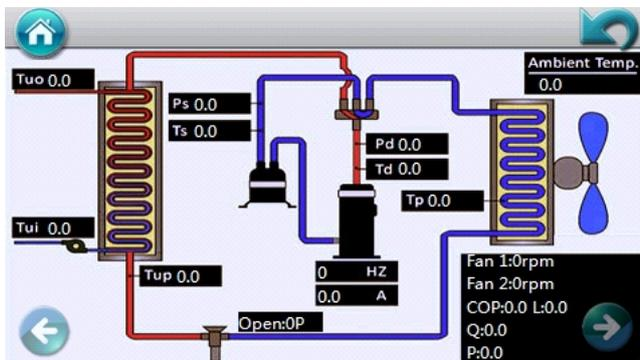 Ambient Temp.
0.0
Tuo 0.0
Ps 0.0
Ts 0.0
Pd 0.0
Td 0.0
Tp 0.0
Tui 0.0
Tup 0.0
0 HZ
0.0 A
Open:0P
Fan 1:0rpm
Fan 2:0rpm
COP:0.0 L:0.0
Q:0.0
P:0.0